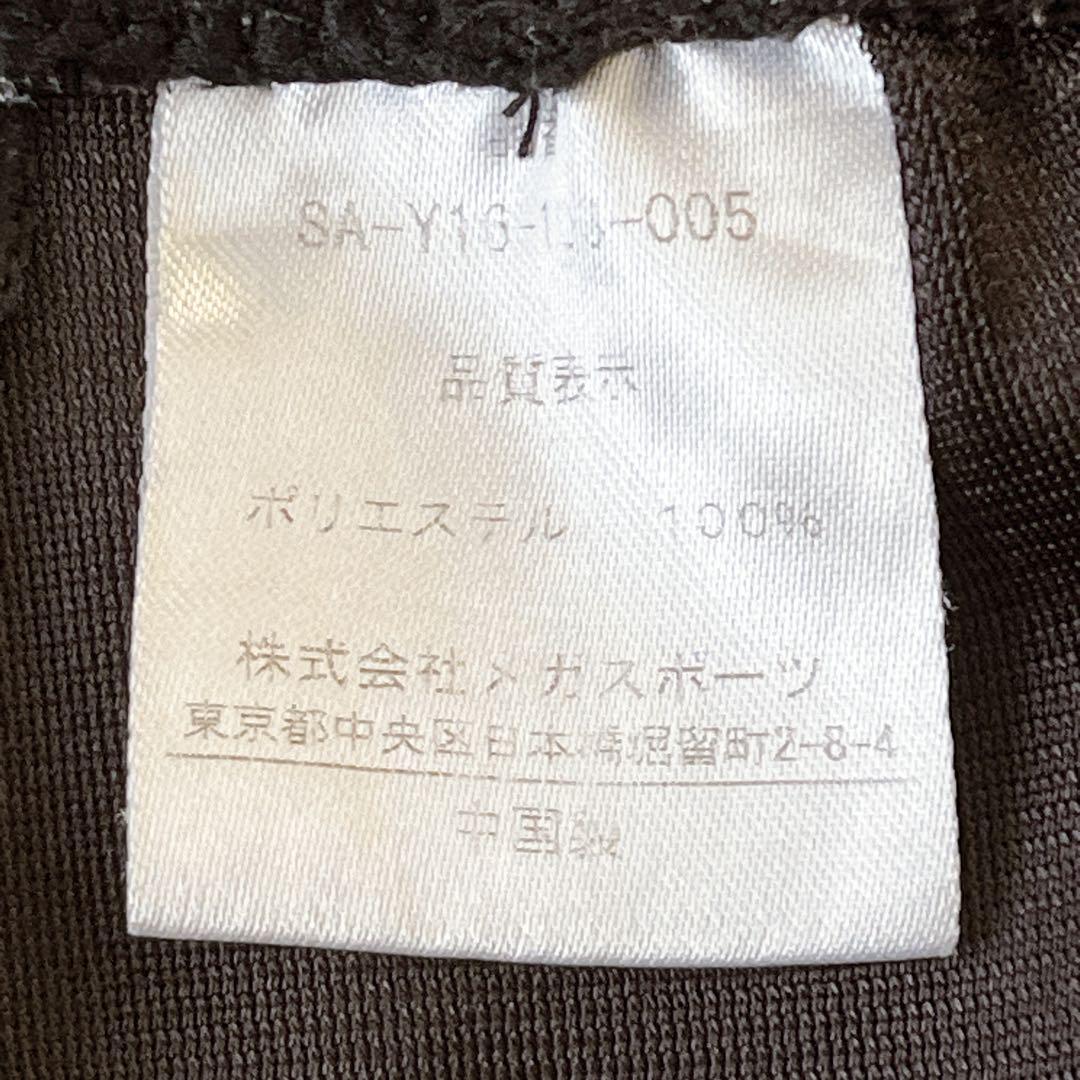 品質表示
ポリエステル 100%
株式会社メガスポーツ
東京都中央区日本橋堀留町2-8-4
中国製